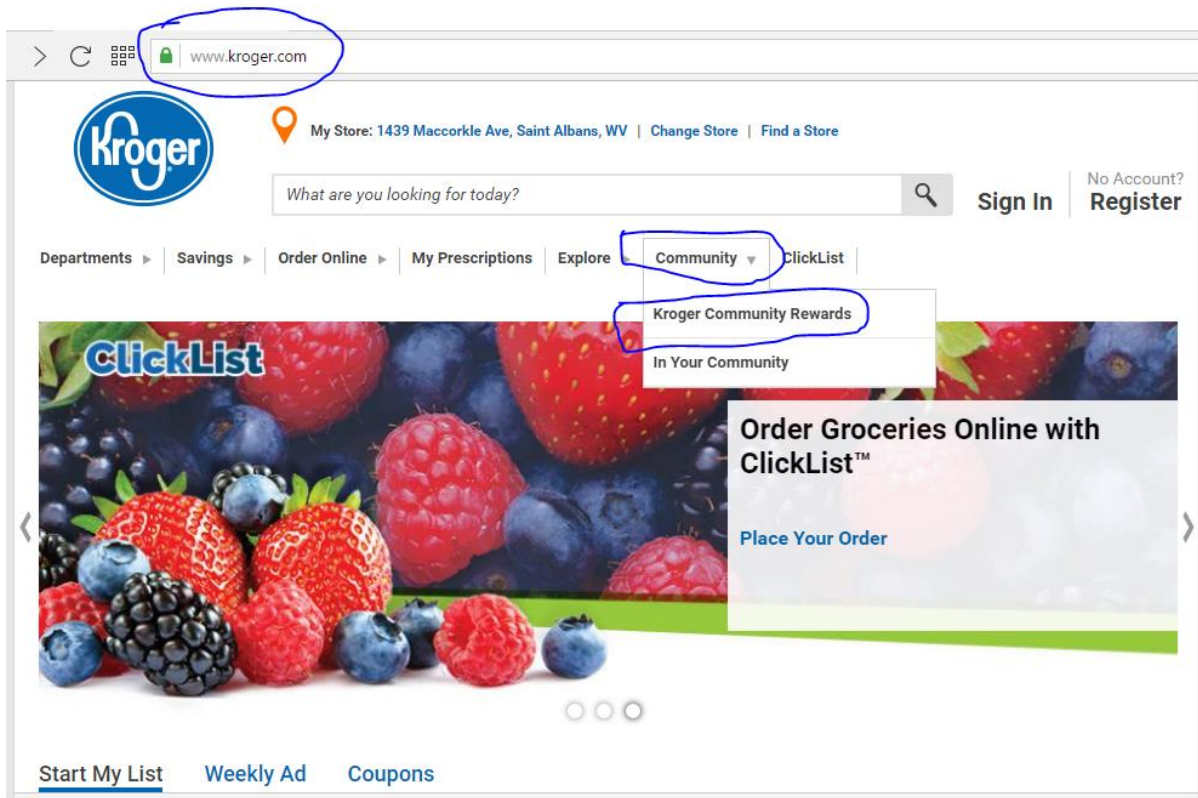 www.kroger.com
Kroger
My Store: 1439 Maccorkle Ave, Saint Albans, WV | Change Store | Find a Store
What are you looking for today?
Sign In
No Account?
Register
Departments Savings Order Online My Prescriptions Explore Community ClickList
Kroger Community Rewards
In Your Community
ClickList
Order Groceries Online with
ClickList™
Place Your Order
Start My List Weekly Ad Coupons